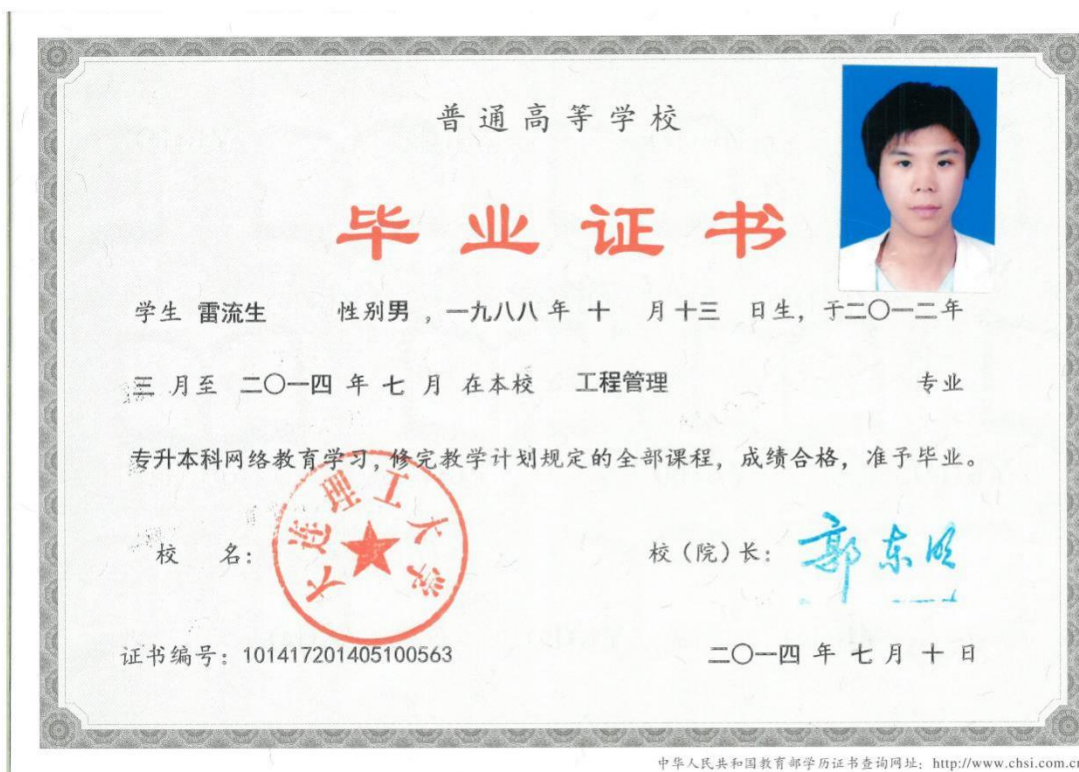 普通高等学校
毕业证书
学生 雷流生 性别男，一九八八年 十 月十三 日生，于二〇一二年
三 月至 二〇一四 年 七 月 在本校 工程管理 专业
专升本科网络教育学习，修完教学计划规定的全部课程，成绩合格，准予毕业。
大连理工大学
校 名：
校（院）长：郭东明
证书编号：101417201405100563
二〇一四 年 七 月 十 日
中华人民共和国教育部学历证书查询网址：http://www.chsi.com.cn